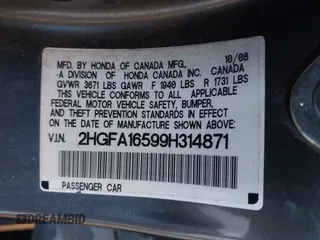 MFD. BY HONDA OF CANADA MFG. 10/08
-A DIVISION OF HONDA CANADA INC. CANADA
GVWR 3671 LBS GAWR F 1940 LBS R 1731 LBS
THIS VEHICLE CONFORMS TO ALL APPLICABLE
FEDERAL MOTOR VEHICLE SAFETY, BUMPER,
AND THEFT PREVENTION STANDARDS IN EFFECT
ON THE DATE OF MANUFACTURE SHOWN ABOVE.
V.I.N. 2HGFA16599H314871
PASSENGER CAR
DREAMBID